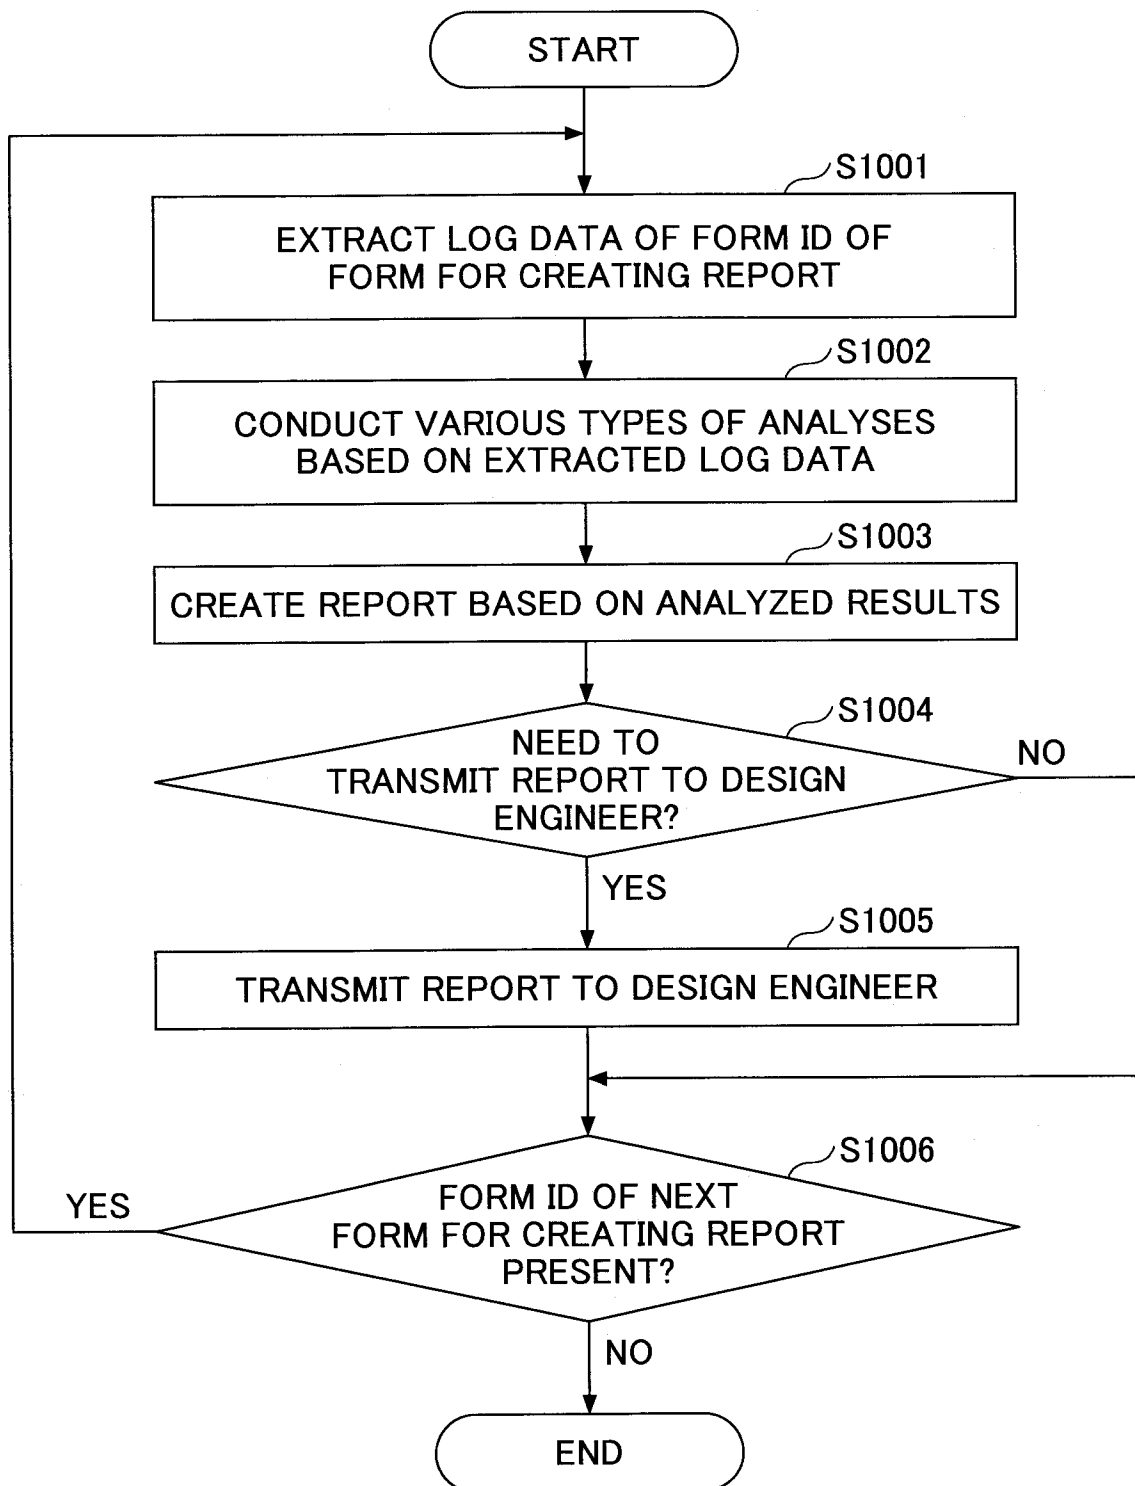 START
S1001
EXTRACT LOG DATA OF FORM ID OF
FORM FOR CREATING REPORT
S1002
CONDUCT VARIOUS TYPES OF ANALYSES
BASED ON EXTRACTED LOG DATA
S1003
CREATE REPORT BASED ON ANALYZED RESULTS
S1004
NEED TO
TRANSMIT REPORT TO DESIGN
ENGINEER?
NO
YES
S1005
TRANSMIT REPORT TO DESIGN ENGINEER
S1006
YES
FORM ID OF NEXT
FORM FOR CREATING REPORT
PRESENT?
NO
END